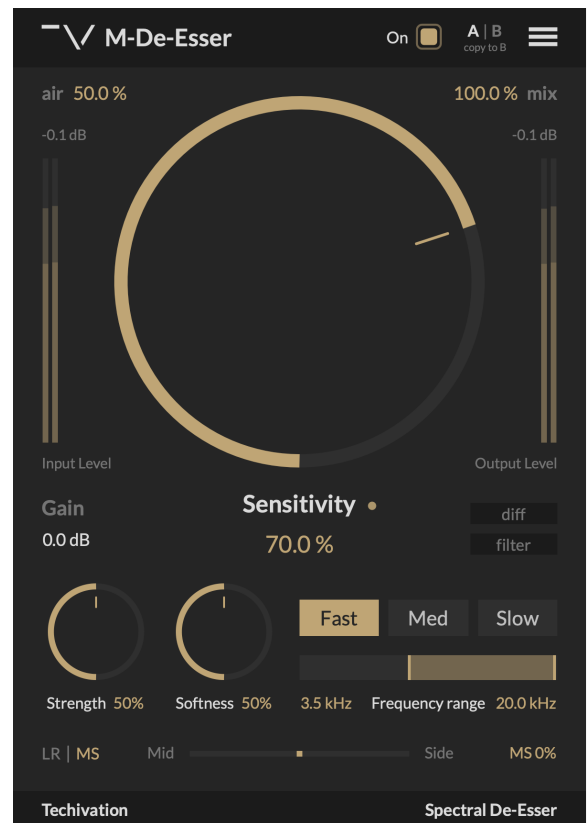 M-De-Esser
On
A | B
copy to B
air 50.0 %
100.0 % mix
-0.1 dB
-0.1 dB
Input Level
Output Level
Gain
0.0 dB
Sensitivity
70.0 %
diff
filter
Fast
Med
Slow
Strength 50%
Softness 50%
3.5 kHz
Frequency range
20.0 kHz
LR | MS
Mid
Side
MS 0%
Techivation
Spectral De-Esser